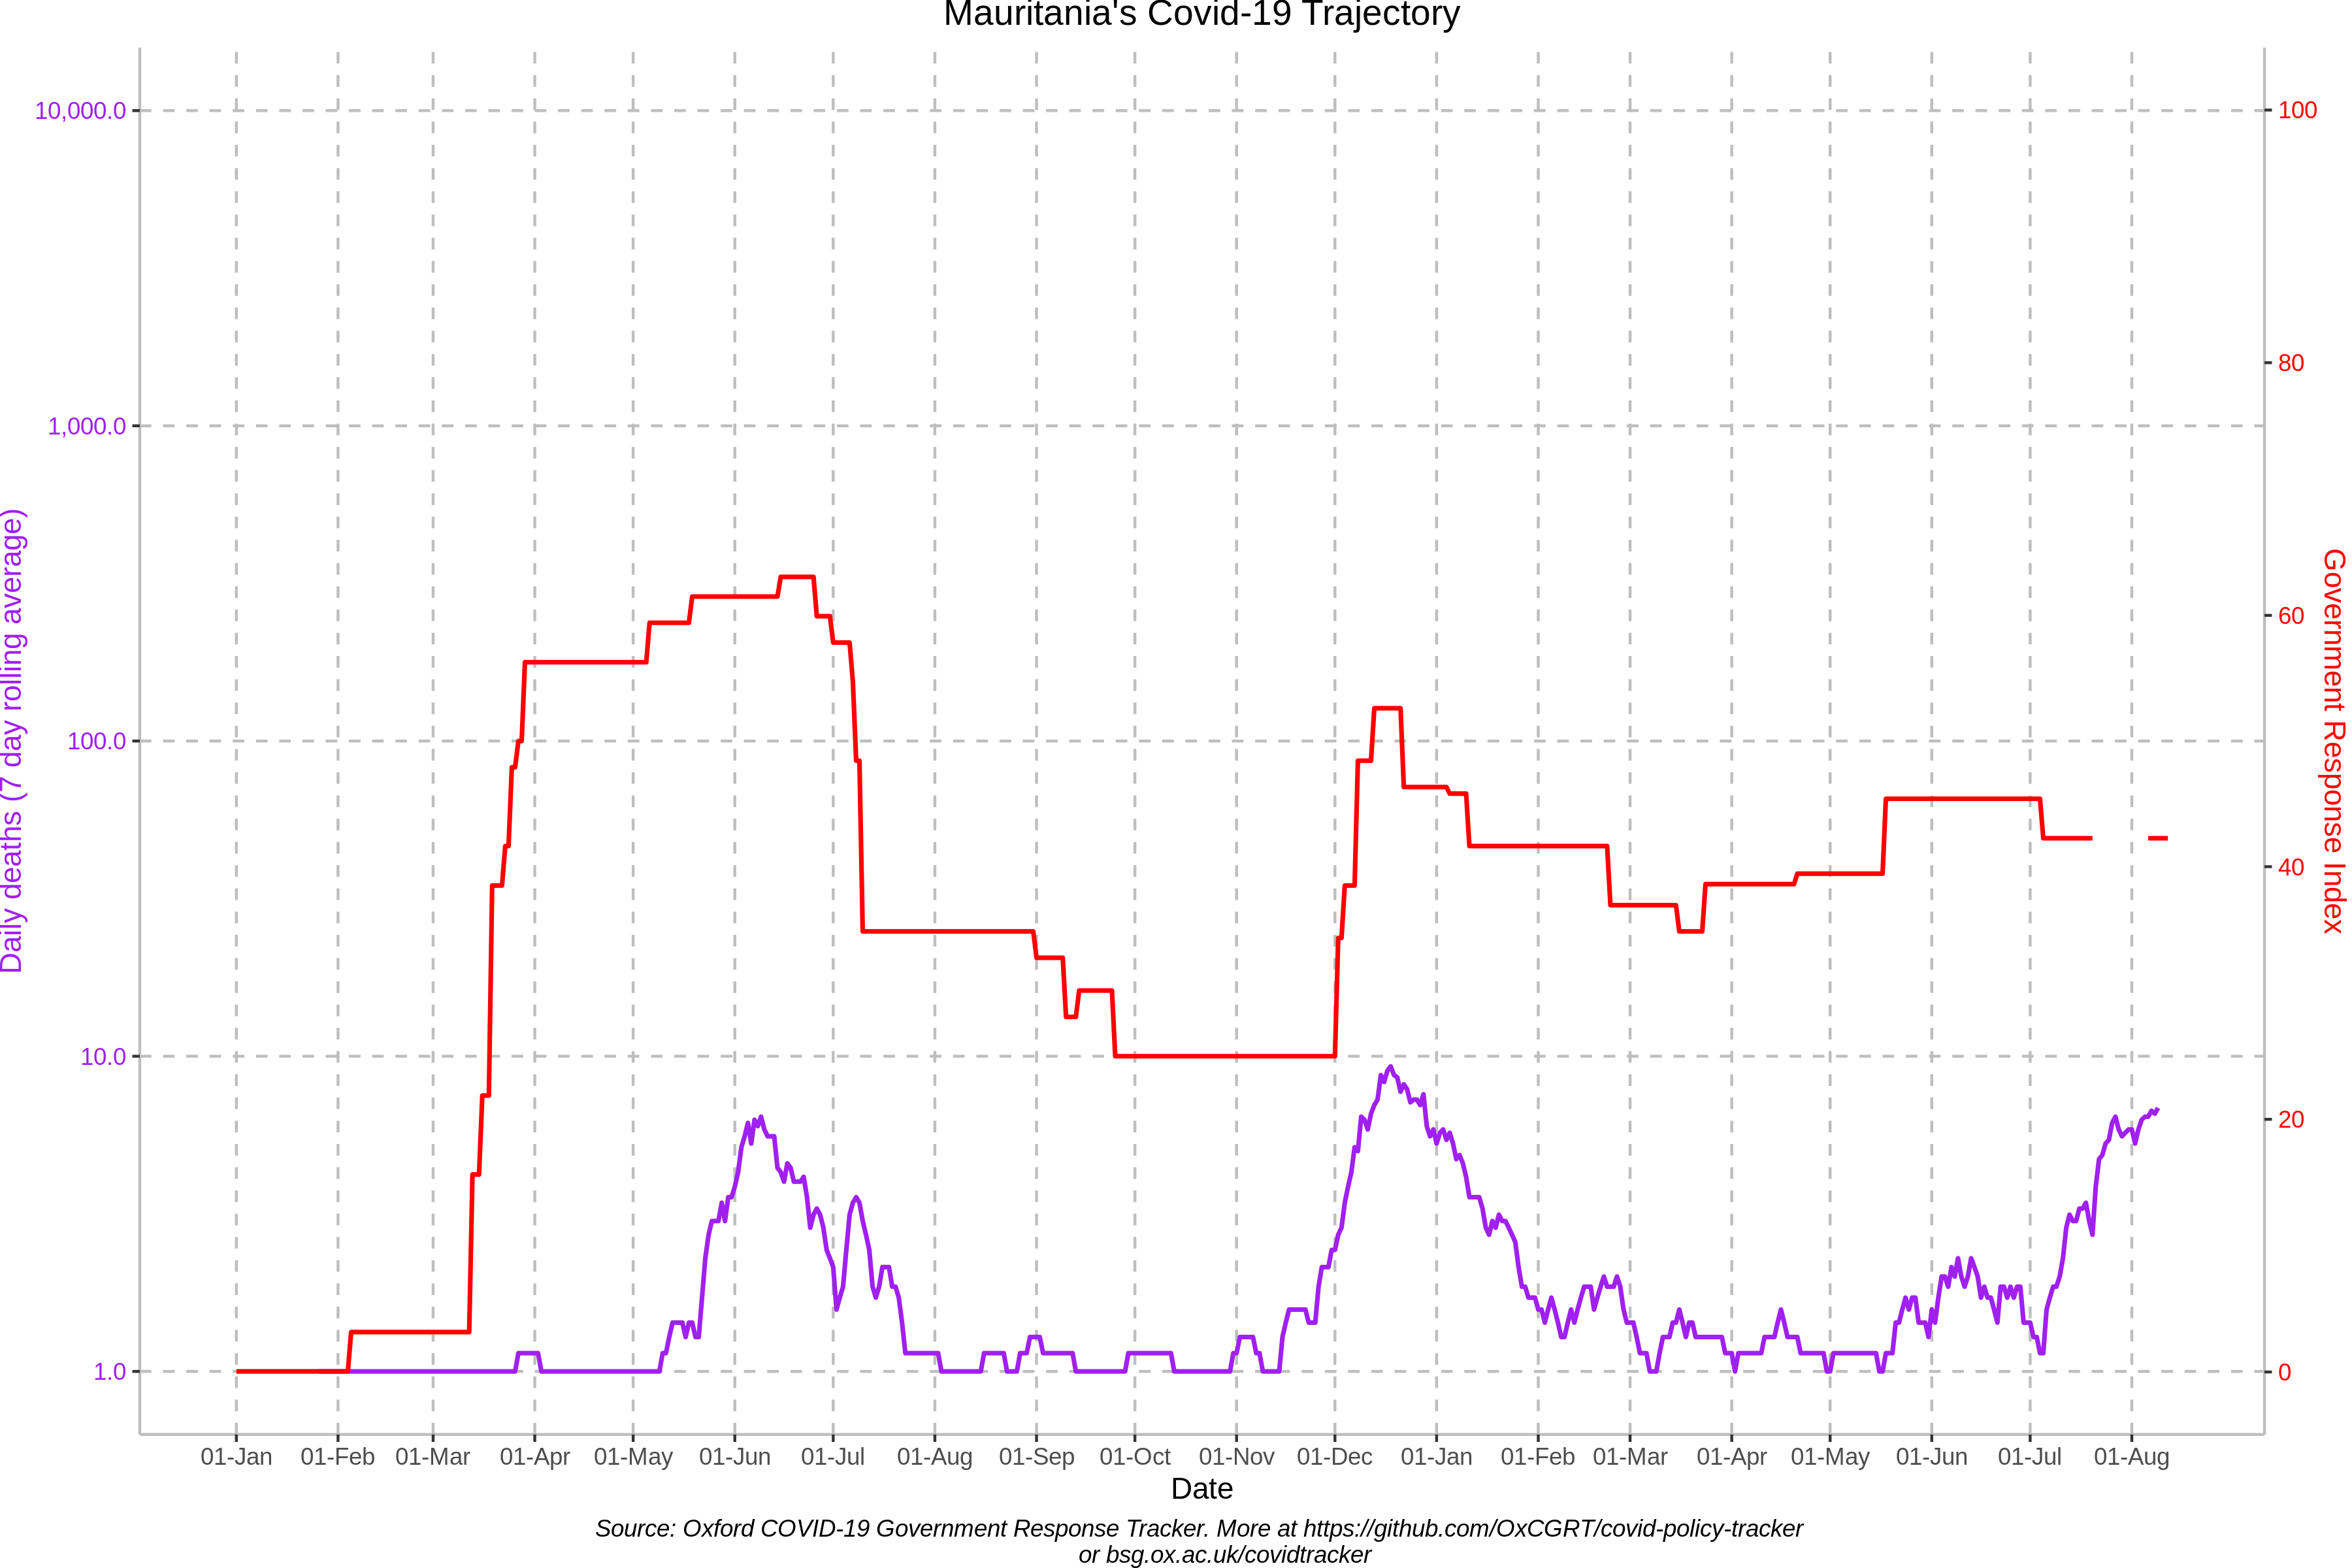 Mauritania's Covid-19 Trajectory
10,000.0
1,000.0
100.0
10.0
1.0
Daily deaths (7 day rolling average)
100
80
60
40
20
0
Government Response Index
01-Jan 01-Feb 01-Mar 01-Apr 01-May 01-Jun 01-Jul 01-Aug 01-Sep 01-Oct 01-Nov 01-Dec 01-Jan 01-Feb 01-Mar 01-Apr 01-May 01-Jun 01-Jul 01-Aug
Date
Source: Oxford COVID-19 Government Response Tracker. More at https://github.com/OxCGRT/covid-policy-tracker
or bsg.ox.ac.uk/covidtracker